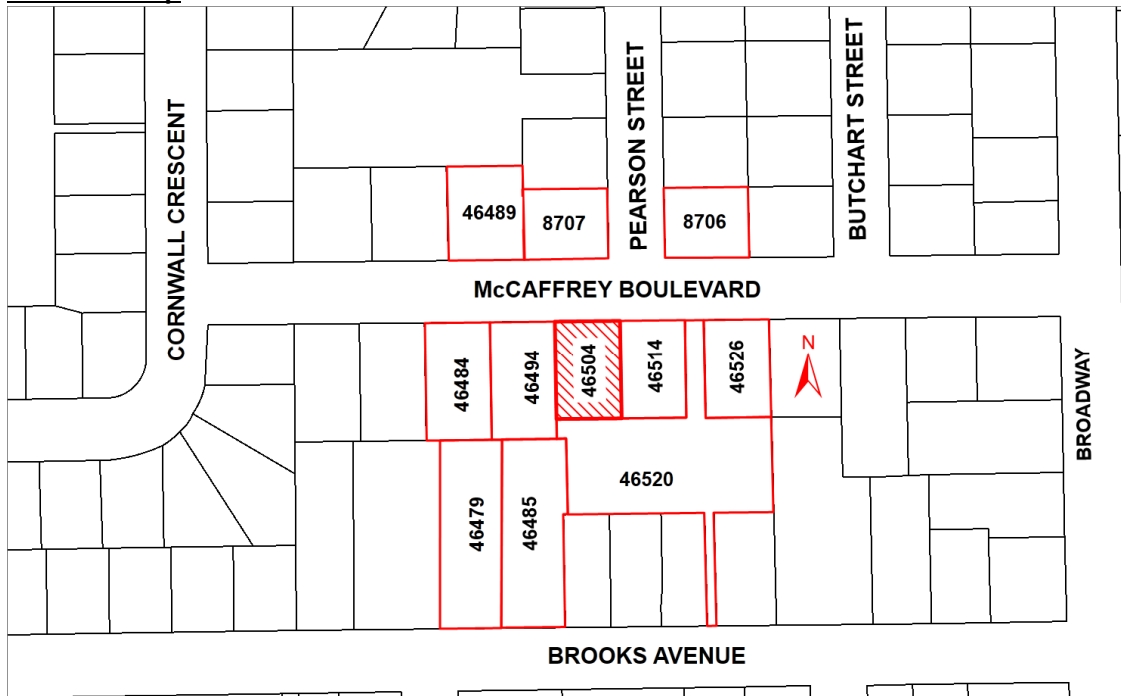 CORNWALL CRESCENT
PEARSON STREET
BUTCHART STREET
46489
8707
8706
McCAFFREY BOULEVARD
46484
46494
46504
46514
46526
N
BROADWAY
46479
46485
46520
BROOKS AVENUE